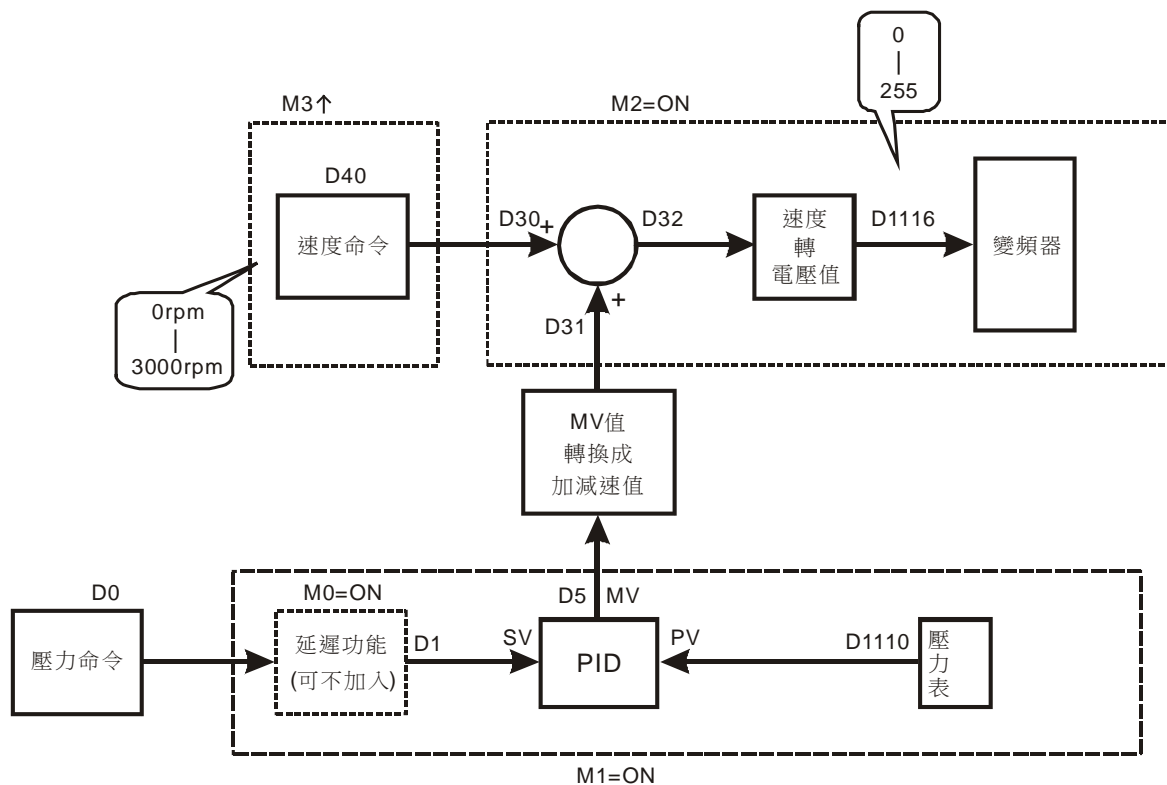 0
|
255
M3↑
M2=ON
D40
速度命令
D30
+
D32
速度
轉
電壓值
D1116
變頻器
0rpm
|
3000rpm
D31
+
MV值
轉換成
加減速值
D0
壓力命令
M0=ON
延遲功能
(可不加入)
D1
SV
D5
MV
PID
PV
D1110
壓
力
表
M1=ON